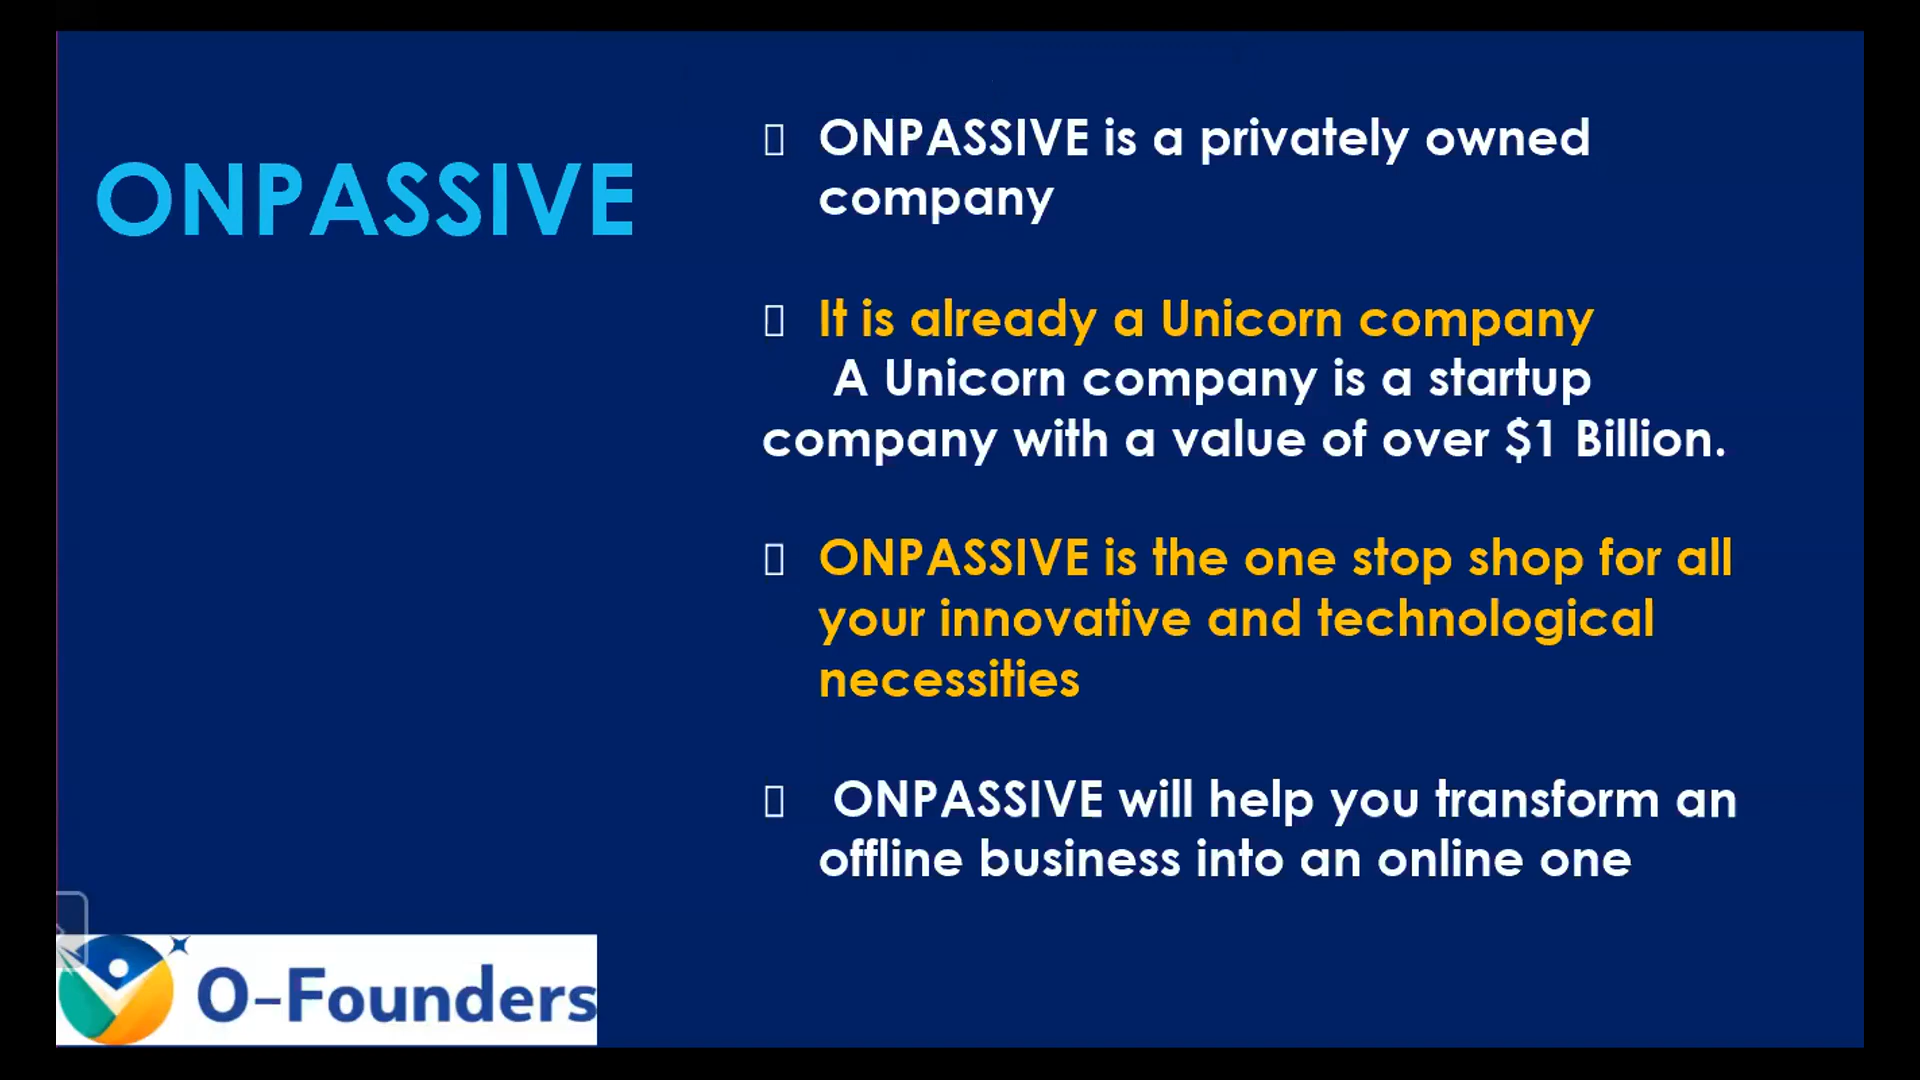 ONPASSIVE
ONPASSIVE is a privately owned
company
It is already a Unicorn company
A Unicorn company is a startup
company with a value of over $1 Billion.
ONPASSIVE is the one stop shop for all
your innovative and technological
necessities
ONPASSIVE will help you transform an
offline business into an online one
O-Founders